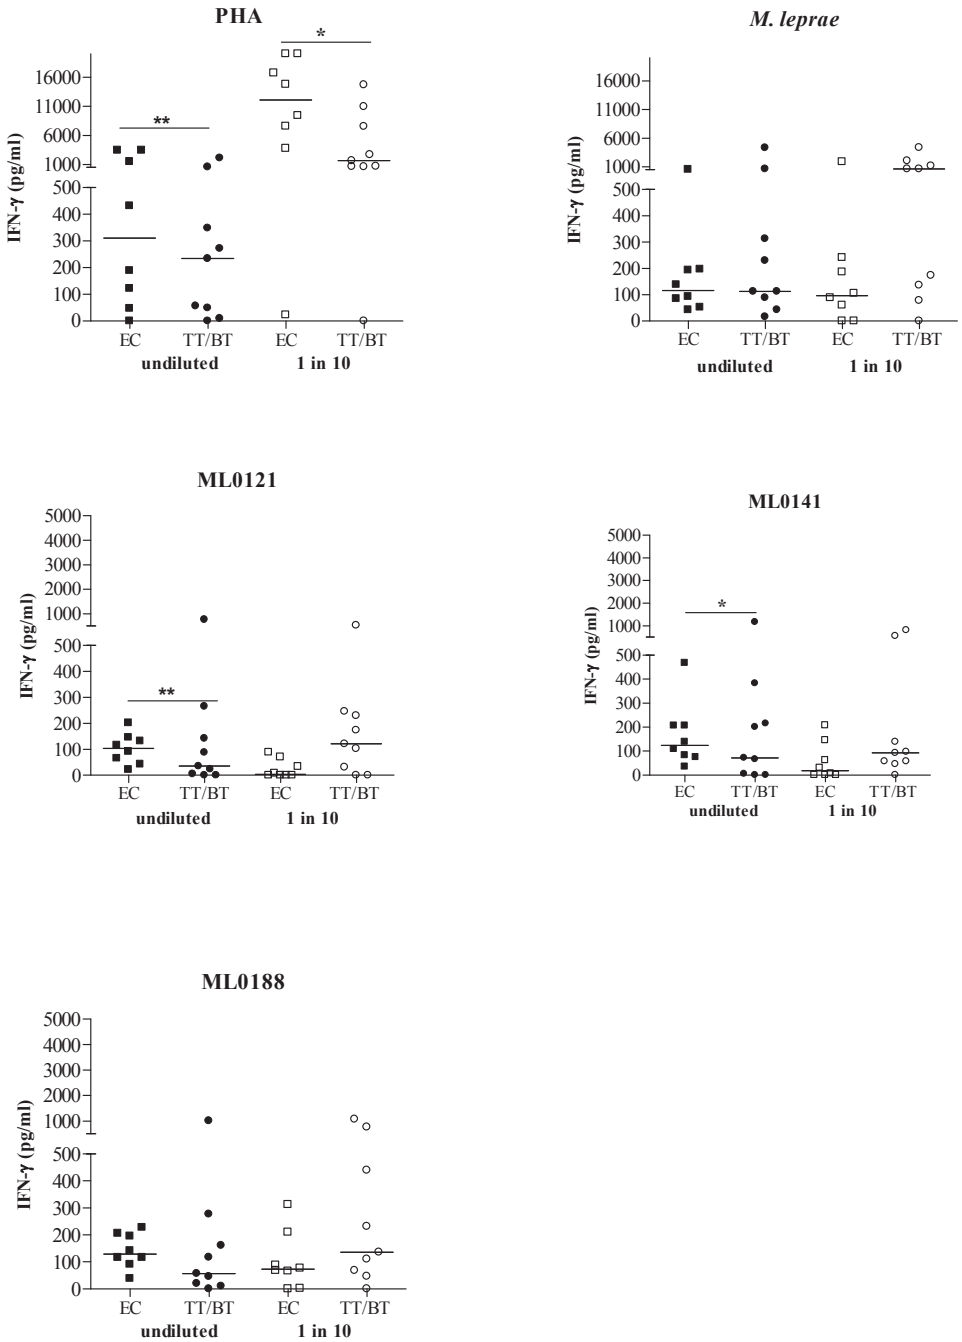 PHA
**
*
IFN-γ (pg/ml)
16000
11000
6000
1000
500
400
300
200
100
0
EC TT/BT EC TT/BT
undiluted 1 in 10
M. leprae
IFN-γ (pg/ml)
16000
11000
6000
1000
500
400
300
200
100
0
EC TT/BT EC TT/BT
undiluted 1 in 10
ML0121
**
IFN-γ (pg/ml)
5000
4000
3000
2000
1000
500
400
300
200
100
0
EC TT/BT EC TT/BT
undiluted 1 in 10
ML0141
*
IFN-γ (pg/ml)
5000
4000
3000
2000
1000
500
400
300
200
100
0
EC TT/BT EC TT/BT
undiluted 1 in 10
ML0188
IFN-γ (pg/ml)
5000
4000
3000
2000
1000
500
400
300
200
100
0
EC TT/BT EC TT/BT
undiluted 1 in 10